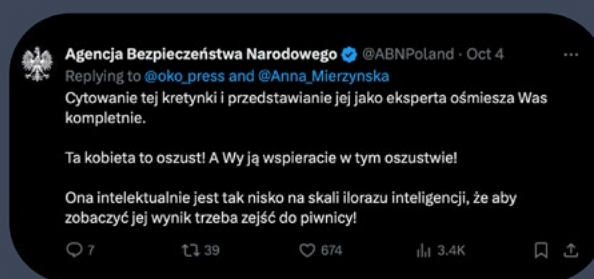 Agencja Bezpieczeństwa Narodowego @ABNPoland · Oct 4
Replying to @oko_press and @Anna_Mierzynska
Cytowanie tej kretynki i przedstawianie jej jako eksperta ośmiesza Was
kompletnie.
Ta kobieta to oszust! A Wy ją wspieracie w tym oszustwie!
Ona intelektualnie jest tak nisko na skali ilorazu inteligencji, że aby
zobaczyć jej wynik trzeba zejść do piwnicy!
7 39 674 3.4K